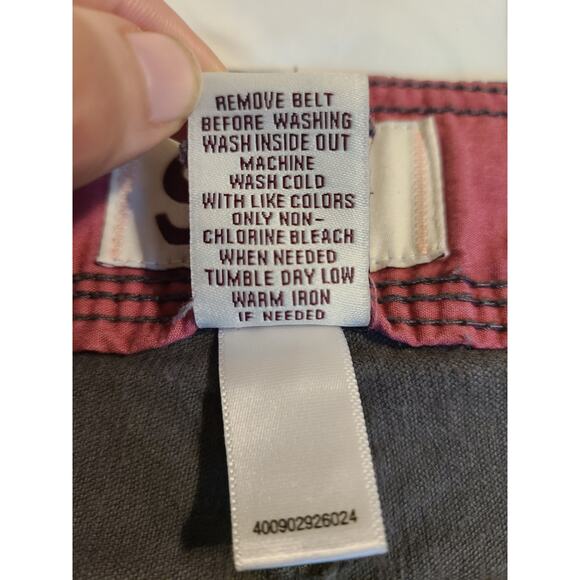 REMOVE BELT
BEFORE WASHING
WASH INSIDE OUT
MACHINE
WASH COLD
WITH LIKE COLORS
ONLY NON-
CHLORINE BLEACH
WHEN NEEDED
TUMBLE DRY LOW
WARM IRON
IF NEEDED
400902926024